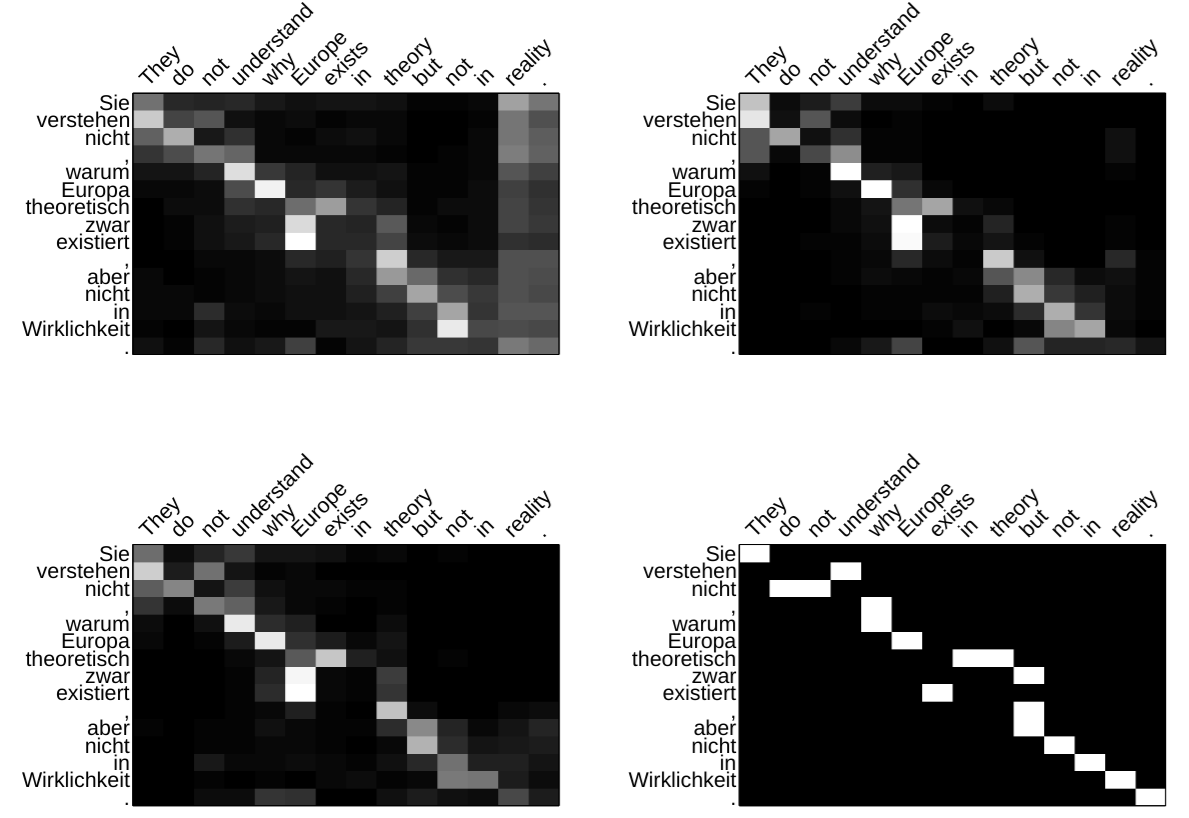 They do not understand why Europe exists in theory but not in reality .
Sie
verstehen
nicht
,
warum
Europa
theoretisch
zwar
existiert
,
aber
nicht
in
Wirklichkeit
.
They do not understand why Europe exists in theory but not in reality .
Sie
verstehen
nicht
,
warum
Europa
theoretisch
zwar
existiert
,
aber
nicht
in
Wirklichkeit
.
They do not understand why Europe exists in theory but not in reality .
Sie
verstehen
nicht
,
warum
Europa
theoretisch
zwar
existiert
,
aber
nicht
in
Wirklichkeit
.
They do not understand why Europe exists in theory but not in reality .
Sie
verstehen
nicht
,
warum
Europa
theoretisch
zwar
existiert
,
aber
nicht
in
Wirklichkeit
.